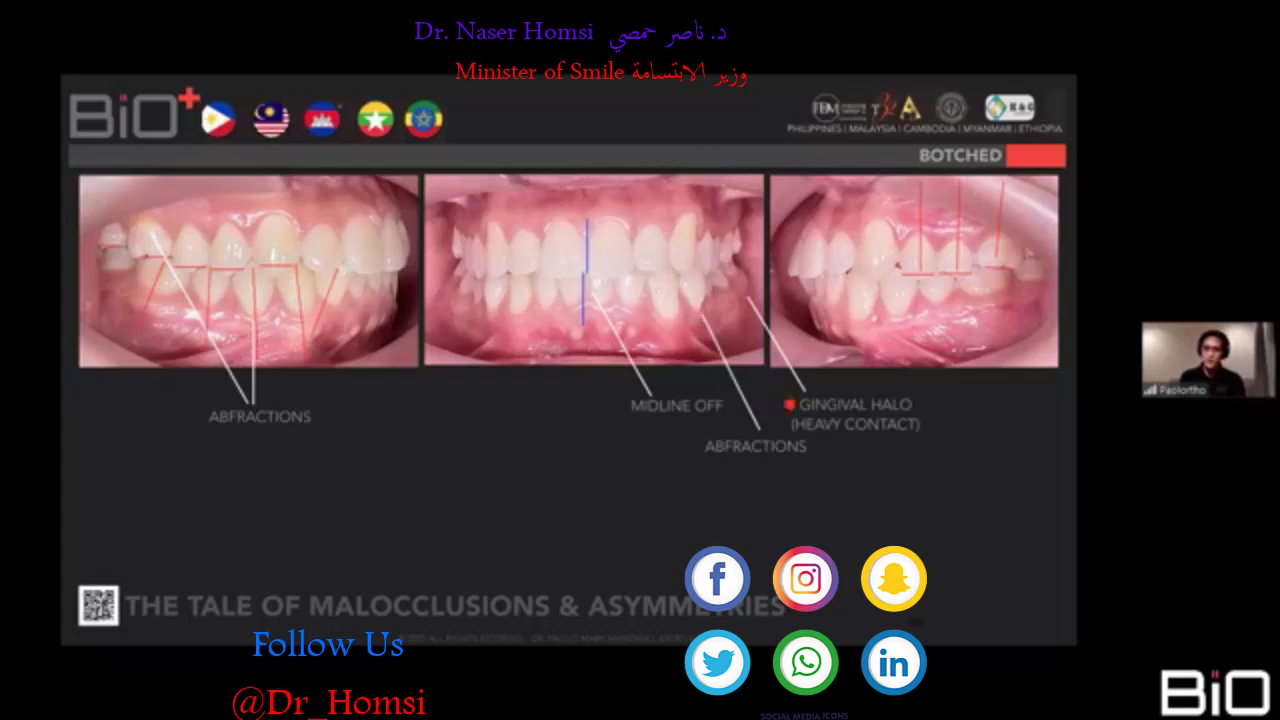 Dr. Naser Homsi د. ناصر حمصي
Minister of Smile وزير الابتسامة
BiO+
PHILIPPINES | MALAYSIA | CAMBODIA | MYANMAR | ETHIOPIA
BOTCHED
ABFRACTIONS
MIDLINE OFF
GINGIVAL HALO
(HEAVY CONTACT)
ABFRACTIONS
Paolortho
THE TALE OF MALOCCLUSIONS & ASYMMETRIES
Follow Us
@Dr_Homsi
SOCIAL MEDIA ICONS
BiO